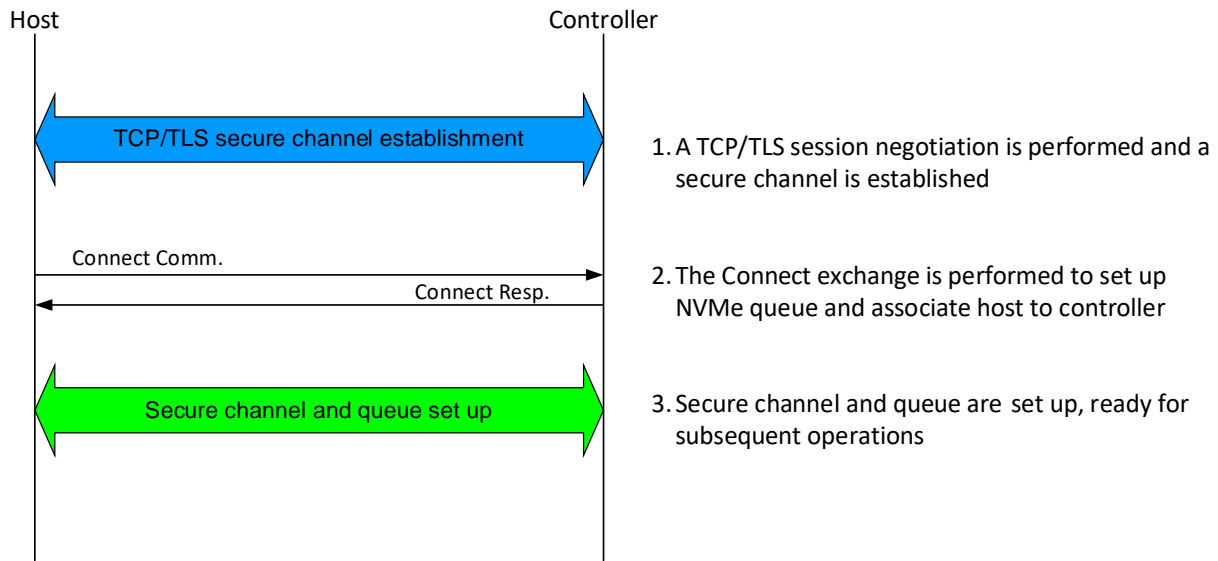 Host
Controller
TCP/TLS secure channel establishment
1. A TCP/TLS session negotiation is performed and a
secure channel is established
Connect Comm.
Connect Resp.
2. The Connect exchange is performed to set up
NVMe queue and associate host to controller
Secure channel and queue set up
3. Secure channel and queue are set up, ready for
subsequent operations